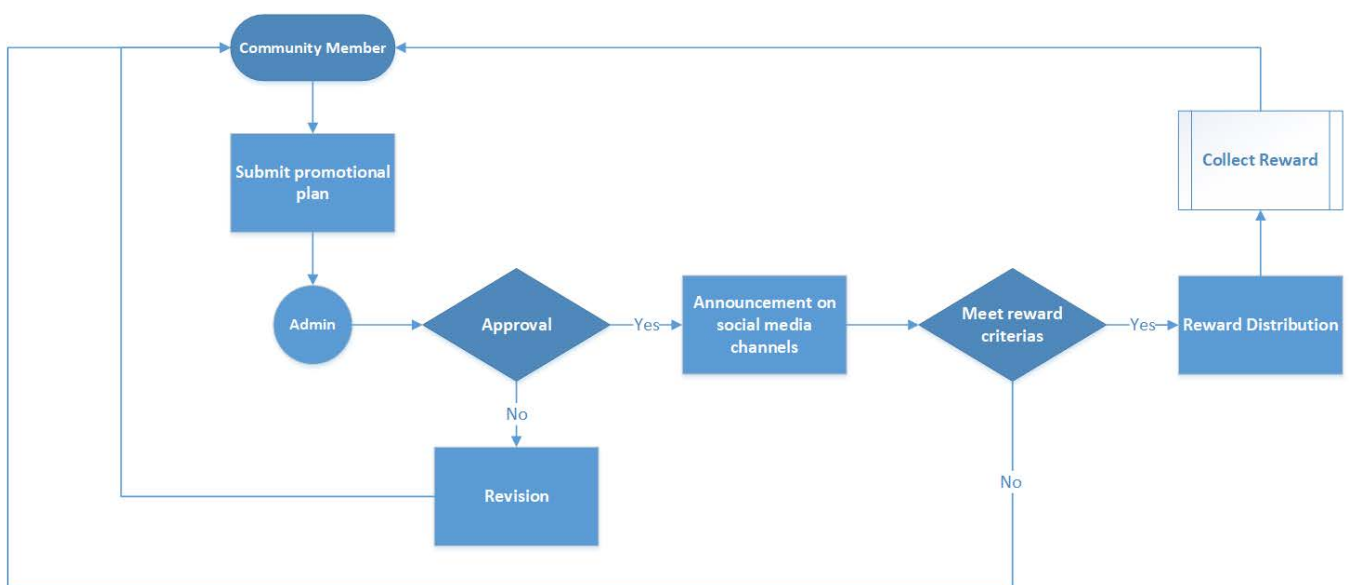 Community Member
Submit promotional
plan
Collect Reward
Admin
Approval
Yes
Announcement on
social media
channels
Meet reward
criterias
Yes
Reward Distribution
No
Revision
No